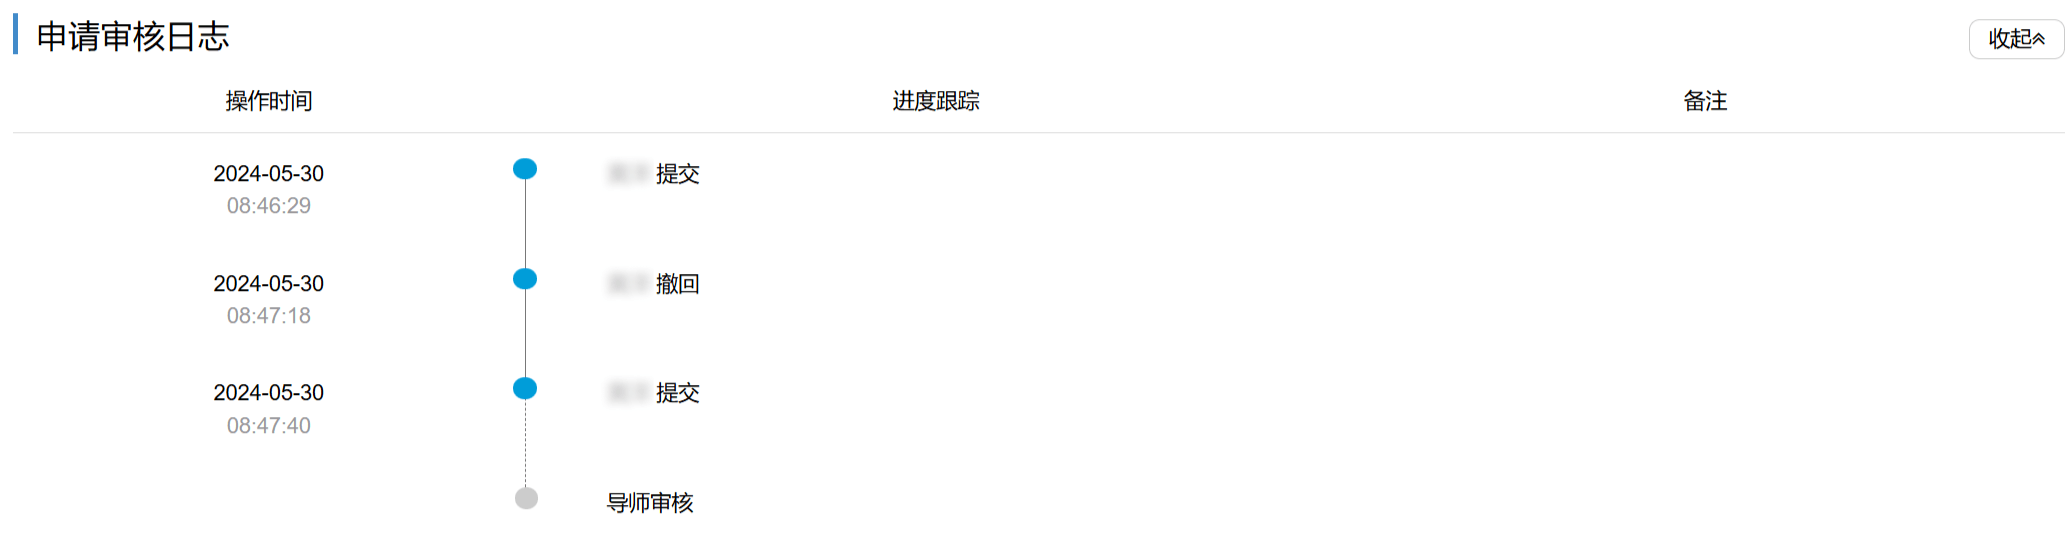 申请审核日志
收起
操作时间 进度跟踪 备注
2024-05-30 提交
08:46:29
2024-05-30 撤回
08:47:18
2024-05-30 提交
08:47:40
导师审核